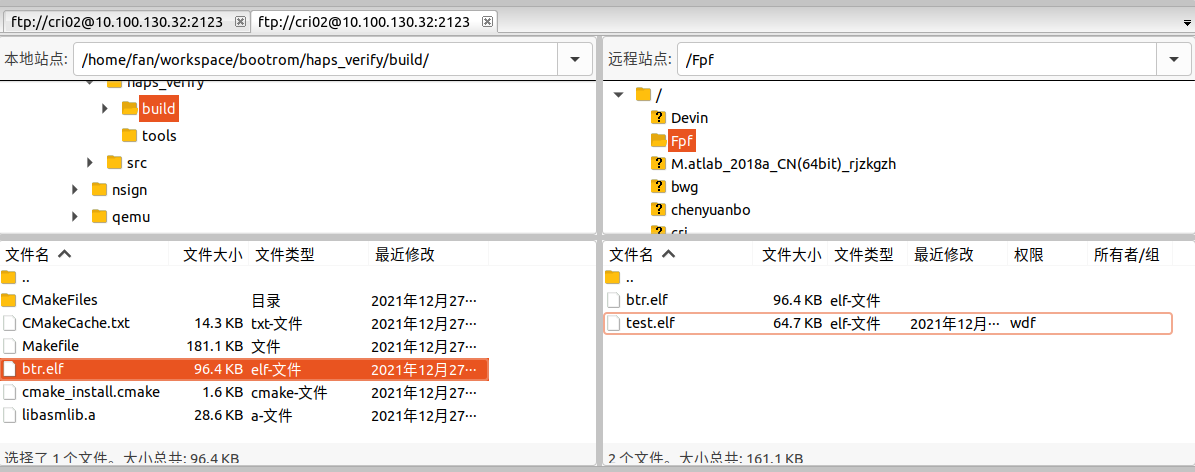 ftp://cri02@10.100.130.32:2123 ftp://cri02@10.100.130.32:2123
本地站点: /home/fan/workspace/bootrom/haps_verify/build/
haps_verify
build
tools
src
nsign
qemu
文件名 文件大小 文件类型 最近修改
..
CMakeFiles 目录 2021年12月27…
CMakeCache.txt 14.3 KB txt-文件 2021年12月27…
Makefile 181.1 KB 文件 2021年12月27…
btr.elf 96.4 KB elf-文件 2021年12月27…
cmake_install.cmake 1.6 KB cmake-文件 2021年12月27…
libasmlib.a 28.6 KB a-文件 2021年12月27…
选择了 1 个文件。大小总共: 96.4 KB
远程站点: /Fpf
/
Devin
Fpf
M.atlab_2018a_CN(64bit)_rjzkgzh
bwg
chenyuanbo
cri
文件名 文件大小 文件类型 最近修改 权限 所有者/组
..
btr.elf 96.4 KB elf-文件
test.elf 64.7 KB elf-文件 2021年12月… wdf
2 个文件。大小总共: 161.1 KB